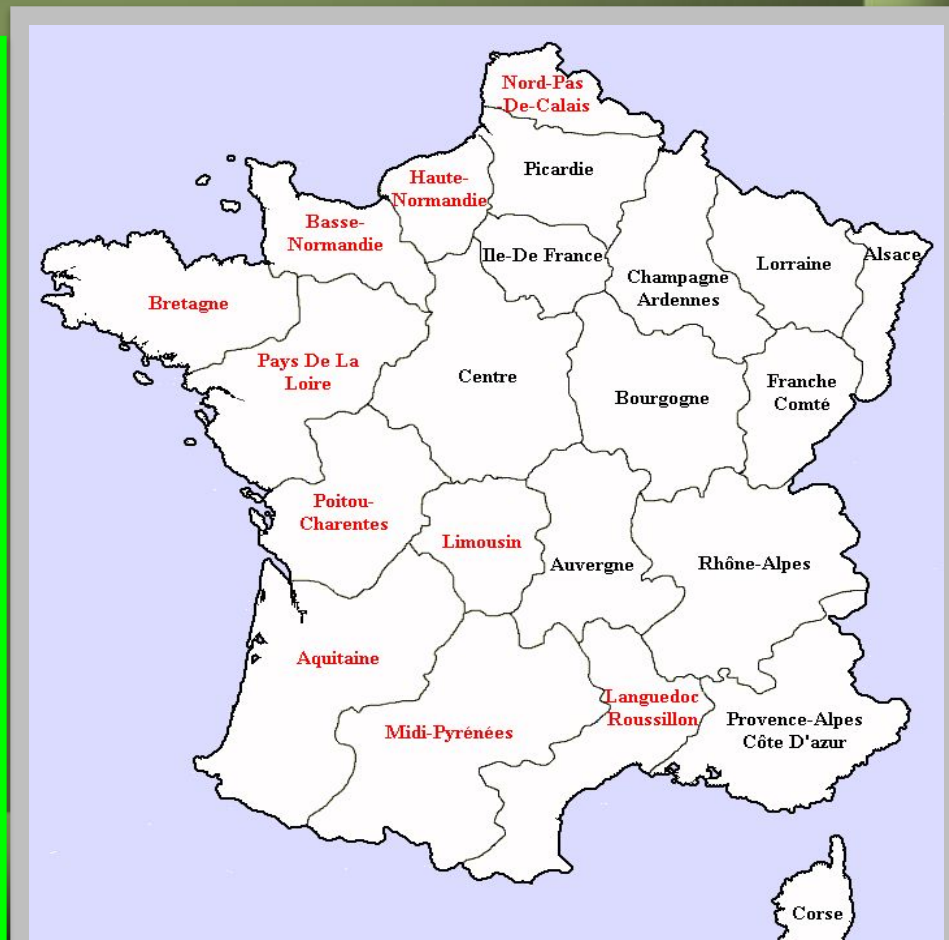 Nord-Pas
-De-Calais
Picardie
Haute-
Normandie
Basse-
Normandie
Ile-De France
Champagne
Ardennes
Lorraine
Alsace
Bretagne
Pays De La
Loire
Centre
Bourgogne
Franche
Comté
Poitou-
Charentes
Limousin
Auvergne
Rhône-Alpes
Aquitaine
Midi-Pyrénées
Languedoc
Roussillon
Provence-Alpes
Côte D'azur
Corse